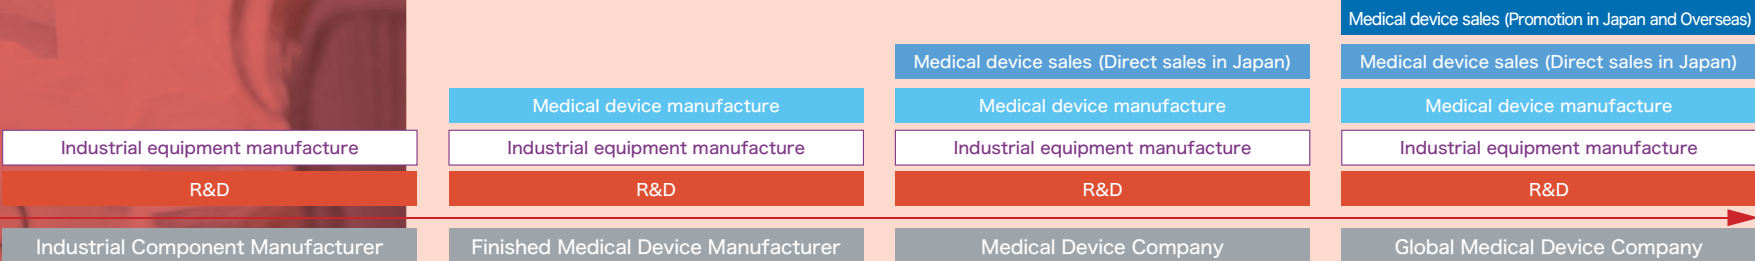 Medical device sales (Promotion in Japan and Overseas)
Medical device sales (Direct sales in Japan)
Medical device sales (Direct sales in Japan)
Medical device manufacture
Medical device manufacture
Medical device manufacture
Industrial equipment manufacture
Industrial equipment manufacture
Industrial equipment manufacture
Industrial equipment manufacture
R&D
R&D
R&D
R&D
Industrial Component Manufacturer
Finished Medical Device Manufacturer
Medical Device Company
Global Medical Device Company